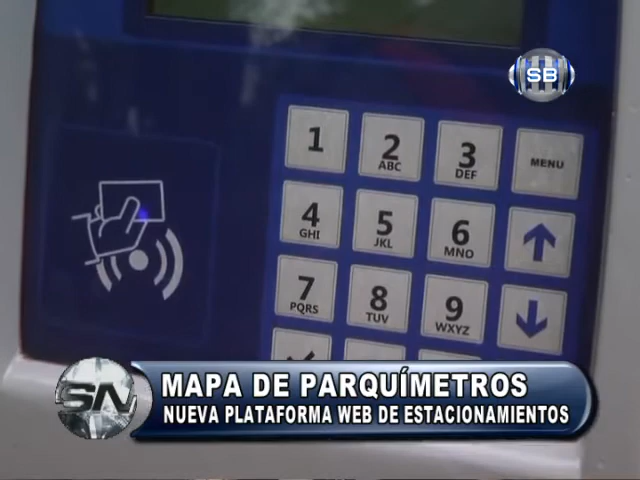 SB
1
2
ABC
3
DEF
MENU
4
GHI
5
JKL
6
MNO
7
PQRS
8
TUV
9
WXYZ
SN
MAPA DE PARQUÍMETROS
NUEVA PLATAFORMA WEB DE ESTACIONAMIENTOS